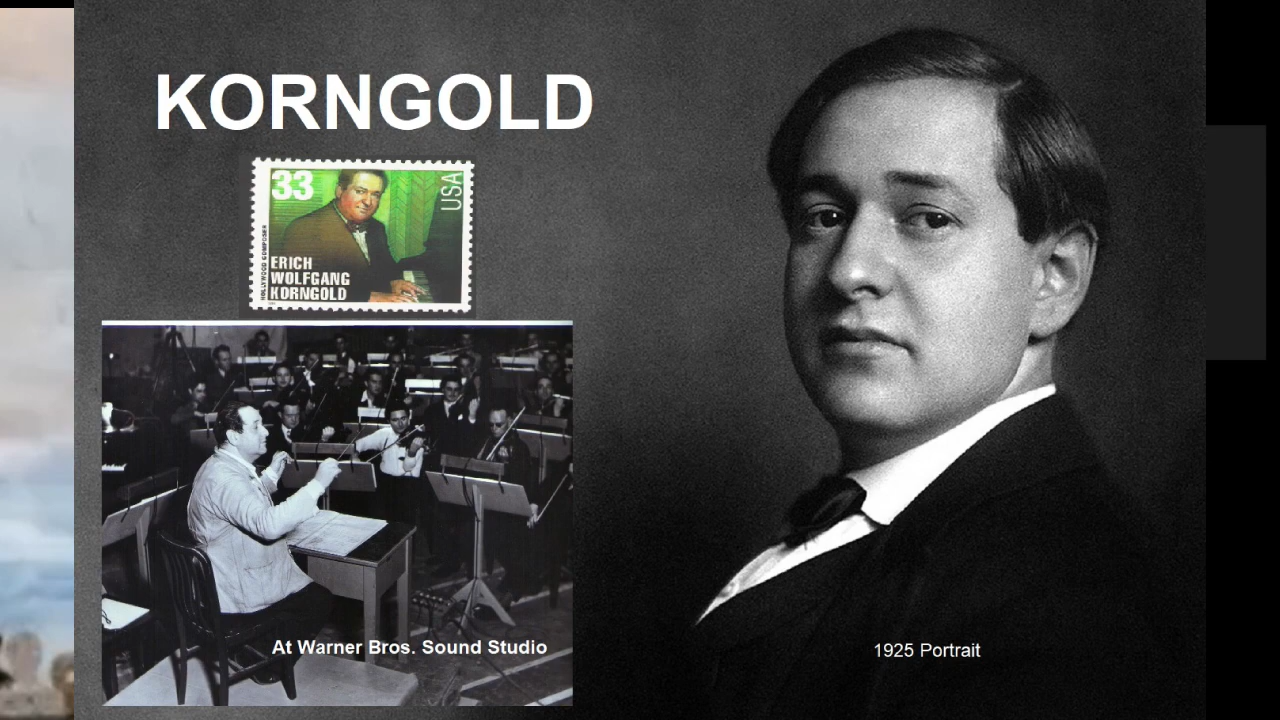 KORNGOLD
33
USA
HOLLYWOOD COMPOSER
ERICH
WOLFGANG
KORNGOLD
At Warner Bros. Sound Studio
1925 Portrait